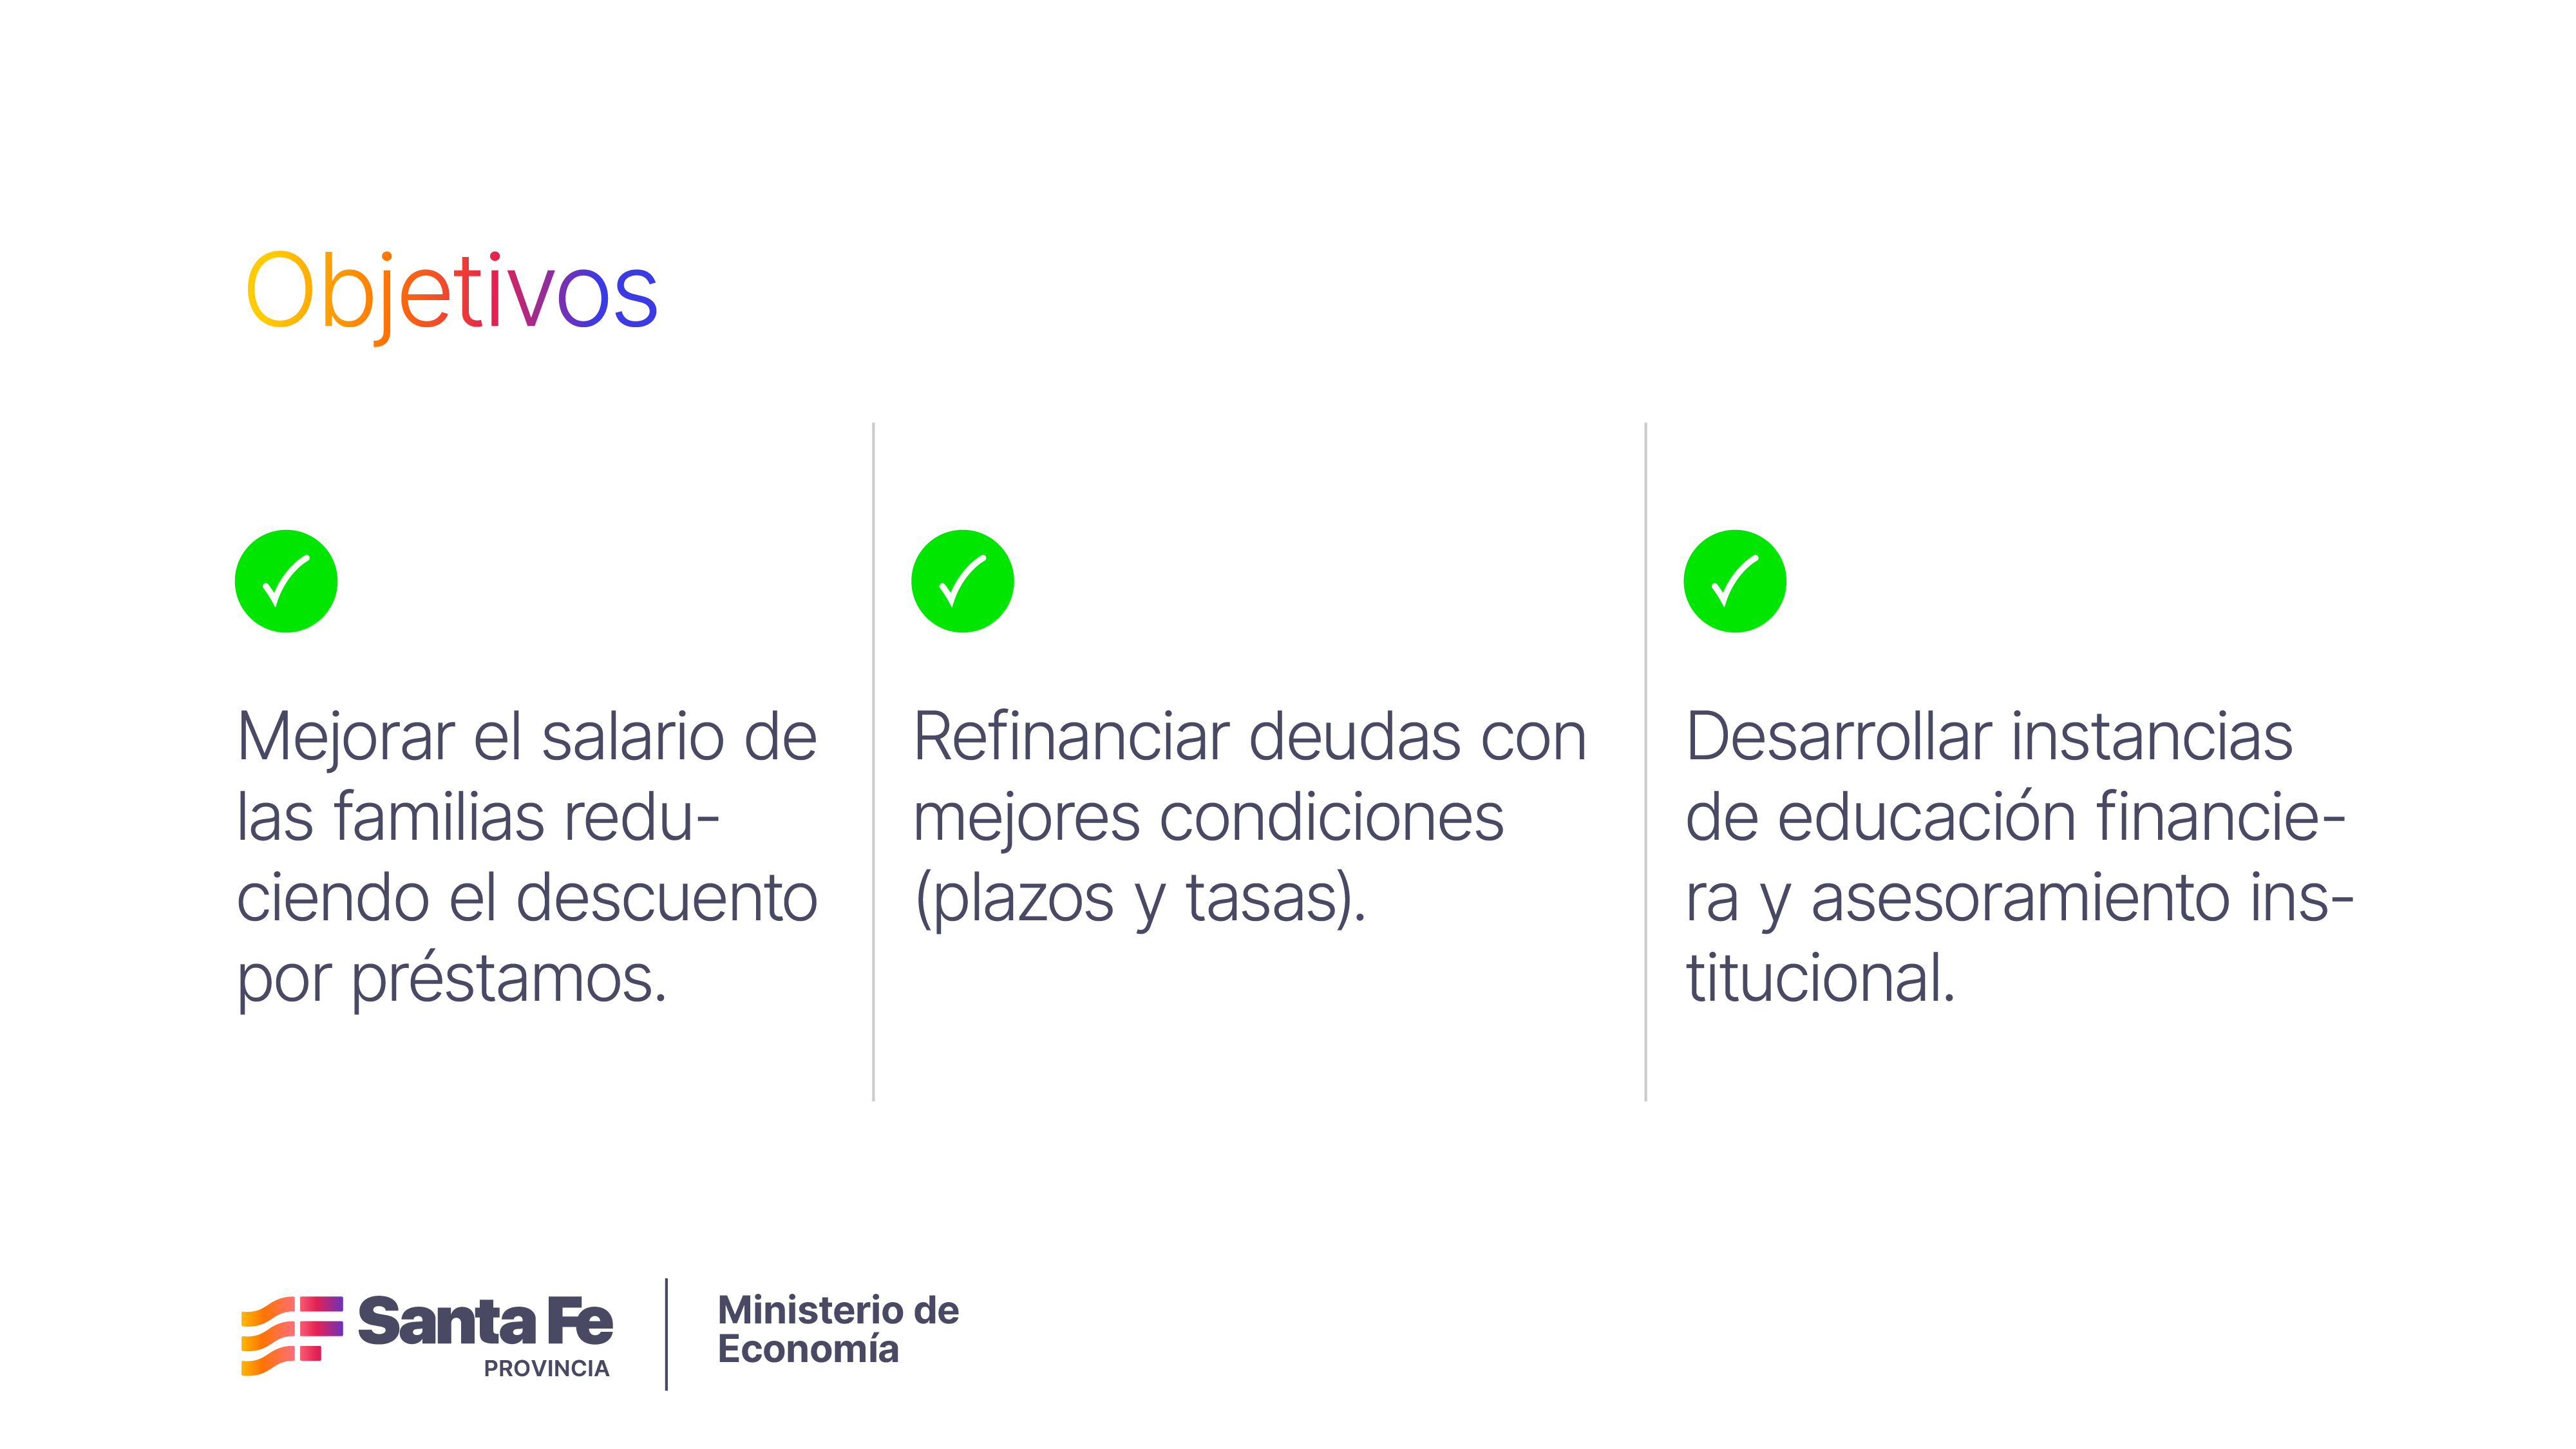 Objetivos
Mejorar el salario de
las familias redu-
ciendo el descuento
por préstamos.
Refinanciar deudas con
mejores condiciones
(plazos y tasas).
Desarrollar instancias
de educación financie-
ra y asesoramiento ins-
titucional.
Santa Fe
PROVINCIA
Ministerio de
Economía